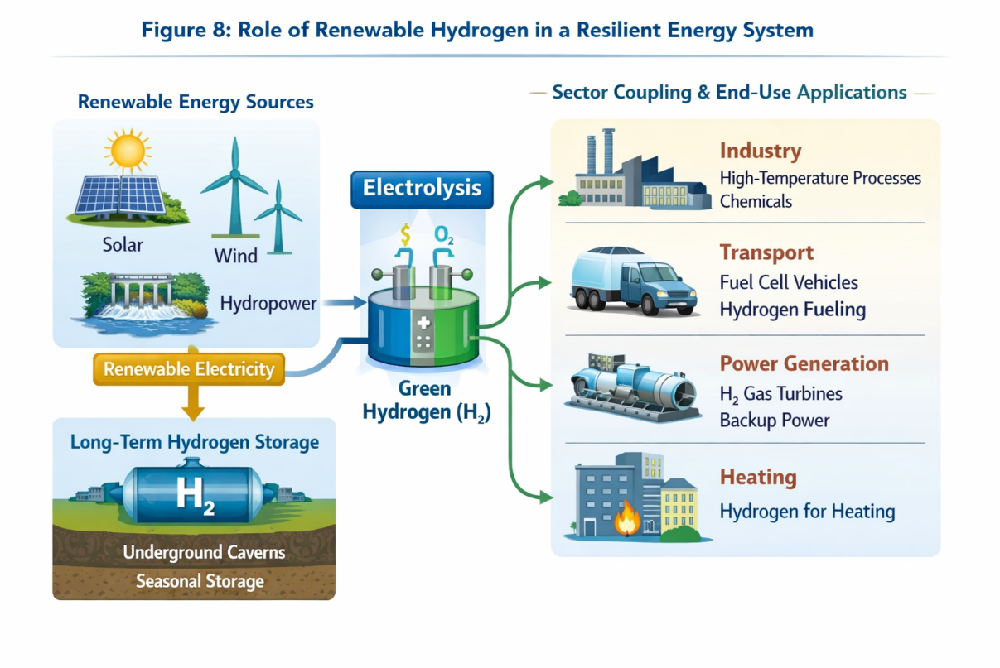 Figure 8: Role of Renewable Hydrogen in a Resilient Energy System
Renewable Energy Sources
Solar
Wind
Hydropower
Renewable Electricity
Long-Term Hydrogen Storage
H₂
Underground Caverns
Seasonal Storage
Electrolysis
$
O₂
Green
Hydrogen (H₂)
Sector Coupling & End-Use Applications
Industry
High-Temperature Processes
Chemicals
Transport
Fuel Cell Vehicles
Hydrogen Fueling
Power Generation
H₂ Gas Turbines
Backup Power
Heating
Hydrogen for Heating